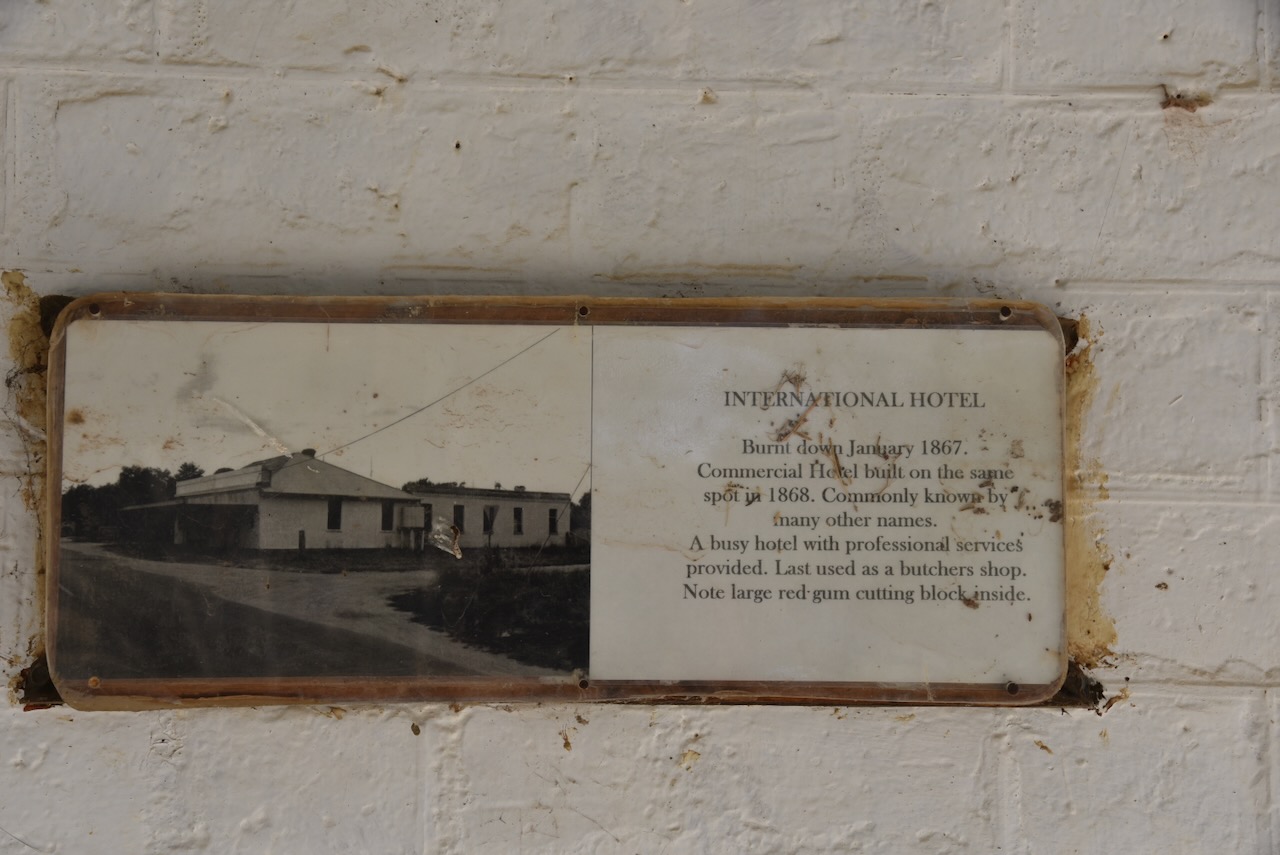 INTERNATIONAL HOTEL
Burnt down January 1867.
Commercial Hotel built on the same
spot in 1868. Commonly known by
many other names.
A busy hotel with professional services
provided. Last used as a butchers shop.
Note large red gum cutting block inside.